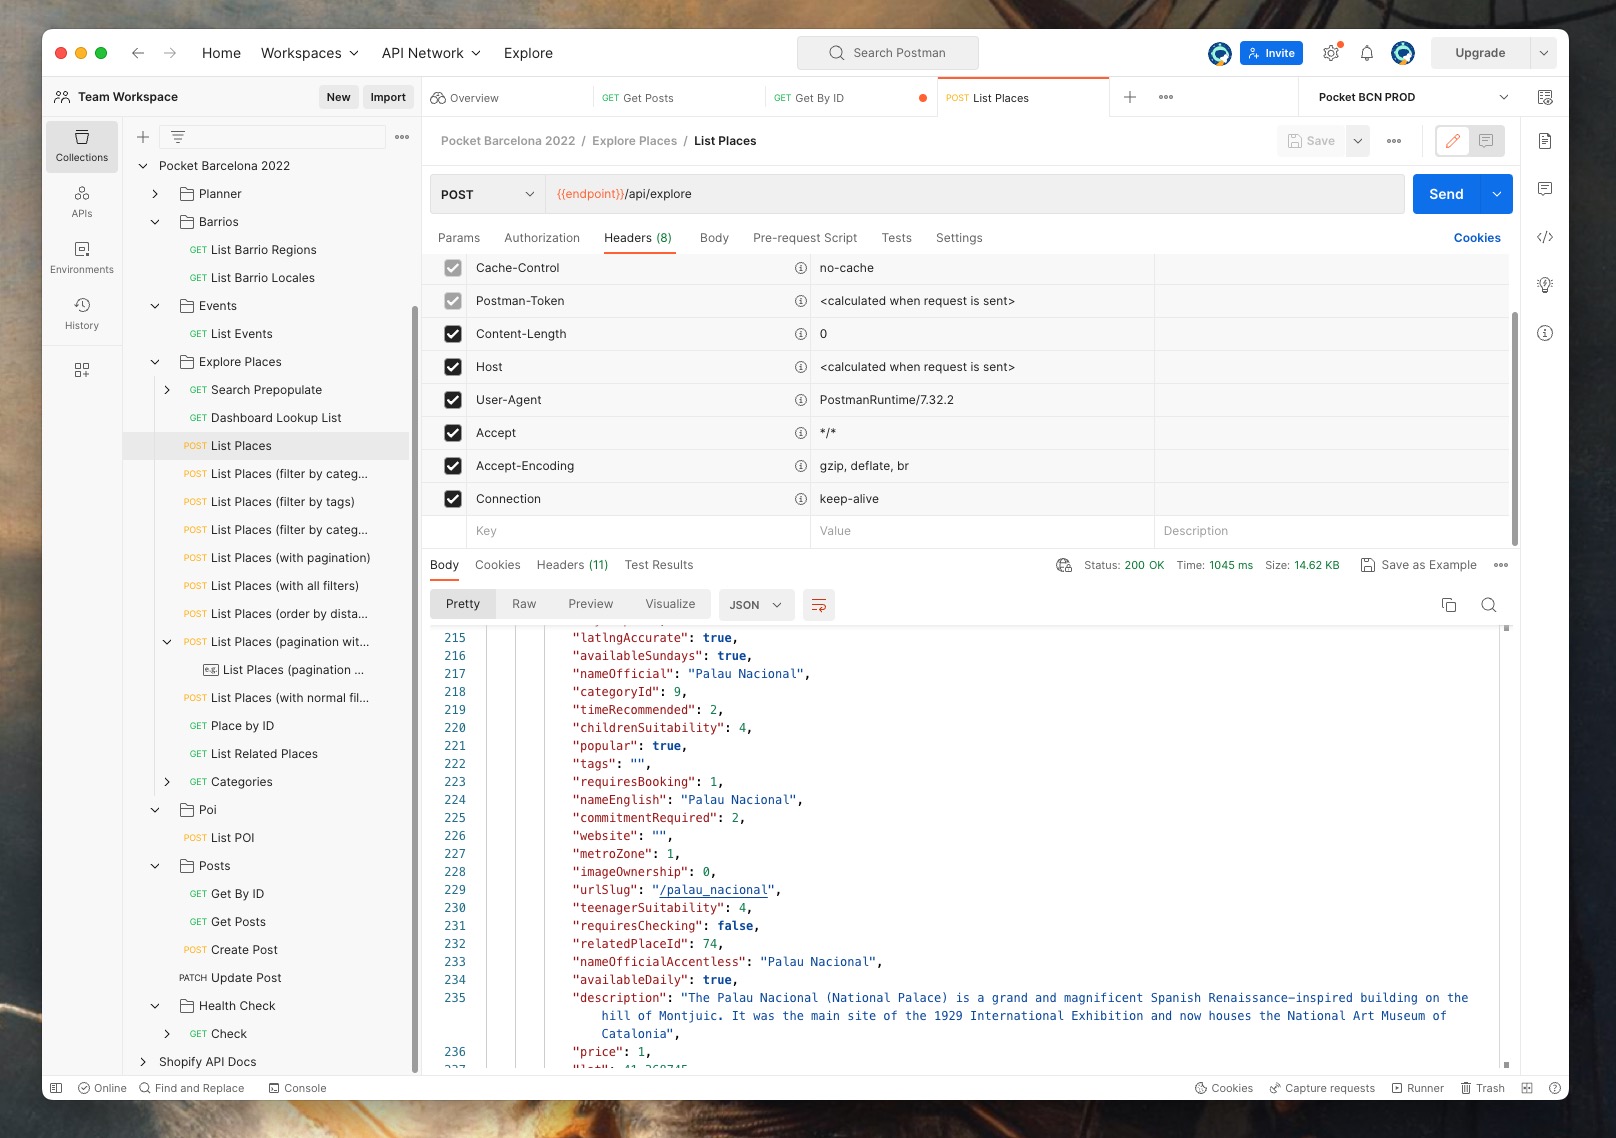 Home Workspaces API Network Explore Search Postman Invite Upgrade
Team Workspace New Import Overview GET Get Posts GET Get By ID POST List Places Pocket BCN PROD
Collections
APIs
Environments
History
Pocket Barcelona 2022
Planner
Barrios
GET List Barrio Regions
GET List Barrio Locales
Events
GET List Events
Explore Places
GET Search Prepopulate
GET Dashboard Lookup List
POST List Places
POST List Places (filter by categ...
POST List Places (filter by tags)
POST List Places (filter by categ...
POST List Places (with pagination)
POST List Places (with all filters)
POST List Places (order by dista...
POST List Places (pagination wit...
e.g. List Places (pagination ...
POST List Places (with normal fil...
GET Place by ID
GET List Related Places
GET Categories
Poi
POST List POI
Posts
GET Get By ID
GET Get Posts
POST Create Post
PATCH Update Post
Health Check
GET Check
Shopify API Docs
Pocket Barcelona 2022 / Explore Places / List Places Save
POST {{endpoint}}/api/explore Send
Params Authorization Headers (8) Body Pre-request Script Tests Settings Cookies
Cache-Control no-cache
Postman-Token <calculated when request is sent>
Content-Length 0
Host <calculated when request is sent>
User-Agent PostmanRuntime/7.32.2
Accept */*
Accept-Encoding gzip, deflate, br
Connection keep-alive
Key Value Description
Body Cookies Headers (11) Test Results Status: 200 OK Time: 1045 ms Size: 14.62 KB Save as Example
Pretty Raw Preview Visualize JSON
215 "latlngAccurate": true,
216 "availableSundays": true,
217 "nameOfficial": "Palau Nacional",
218 "categoryId": 9,
219 "timeRecommended": 2,
220 "childrenSuitability": 4,
221 "popular": true,
222 "tags": "",
223 "requiresBooking": 1,
224 "nameEnglish": "Palau Nacional",
225 "commitmentRequired": 2,
226 "website": "",
227 "metroZone": 1,
228 "imageOwnership": 0,
229 "urlSlug": "/palau_nacional",
230 "teenagerSuitability": 4,
231 "requiresChecking": false,
232 "relatedPlaceId": 74,
233 "nameOfficialAccentless": "Palau Nacional",
234 "availableDaily": true,
235 "description": "The Palau Nacional (National Palace) is a grand and magnificent Spanish Renaissance-inspired building on the
hill of Montjuic. It was the main site of the 1929 International Exhibition and now houses the National Art Museum of
Catalonia",
236 "price": 1,
Online Find and Replace Console Cookies Capture requests Runner Trash